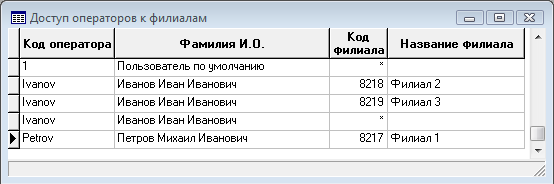 Доступ операторов к филиалам
Код оператора Фамилия И.О. Код филиала Название филиала
1 Пользователь по умолчанию *
Ivanov Иванов Иван Иванович 8218 Филиал 2
Ivanov Иванов Иван Иванович 8219 Филиал 3
Ivanov Иванов Иван Иванович *
Petrov Петров Михаил Иванович 8217 Филиал 1